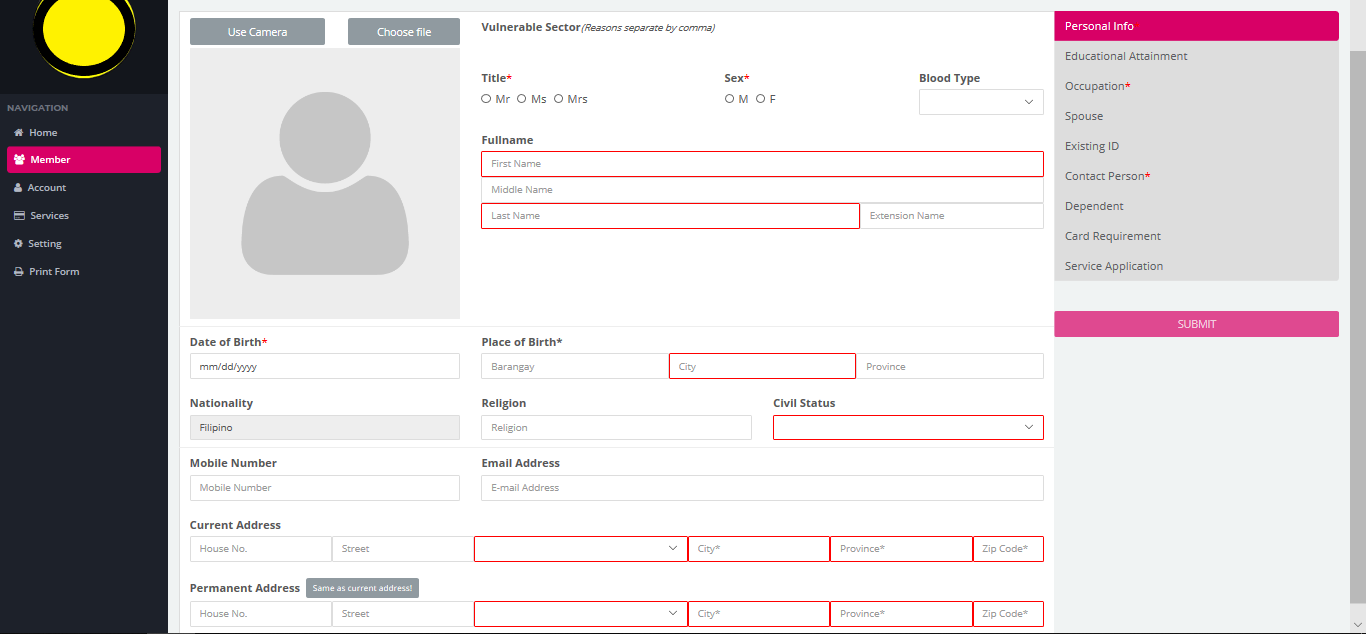 NAVIGATION
Home
Member
Account
Services
Setting
Print Form
Use Camera
Choose file
Vulnerable Sector(Reasons separate by comma)
Title*
Mr Ms Mrs
Sex*
M F
Blood Type
Fullname
First Name
Middle Name
Last Name
Extension Name
Date of Birth*
mm/dd/yyyy
Place of Birth*
Barangay
City
Province
Nationality
Filipino
Religion
Religion
Civil Status
Mobile Number
Mobile Number
Email Address
E-mail Address
Current Address
House No.
Street
City*
Province*
Zip Code*
Permanent Address
Same as current address!
House No.
Street
City*
Province*
Zip Code*
Personal Info*
Educational Attainment
Occupation*
Spouse
Existing ID
Contact Person*
Dependent
Card Requirement
Service Application
SUBMIT